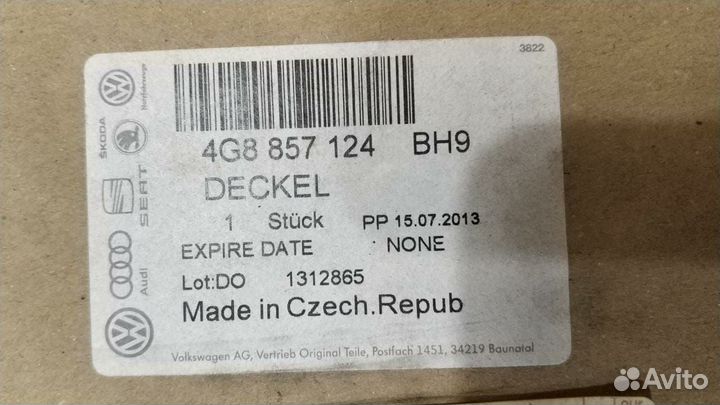 3822
4G8 857 124 BH9
DECKEL
1 Stück PP 15.07.2013
EXPIRE DATE NONE
Lot:DO 1312865
Made in Czech.Repub
Volkswagen AG, Vertrieb Original Teile, Postfach 1451, 34219 Baunatal
Nutzfahrzeuge
ŠKODA
SEAT
Audi
Avito